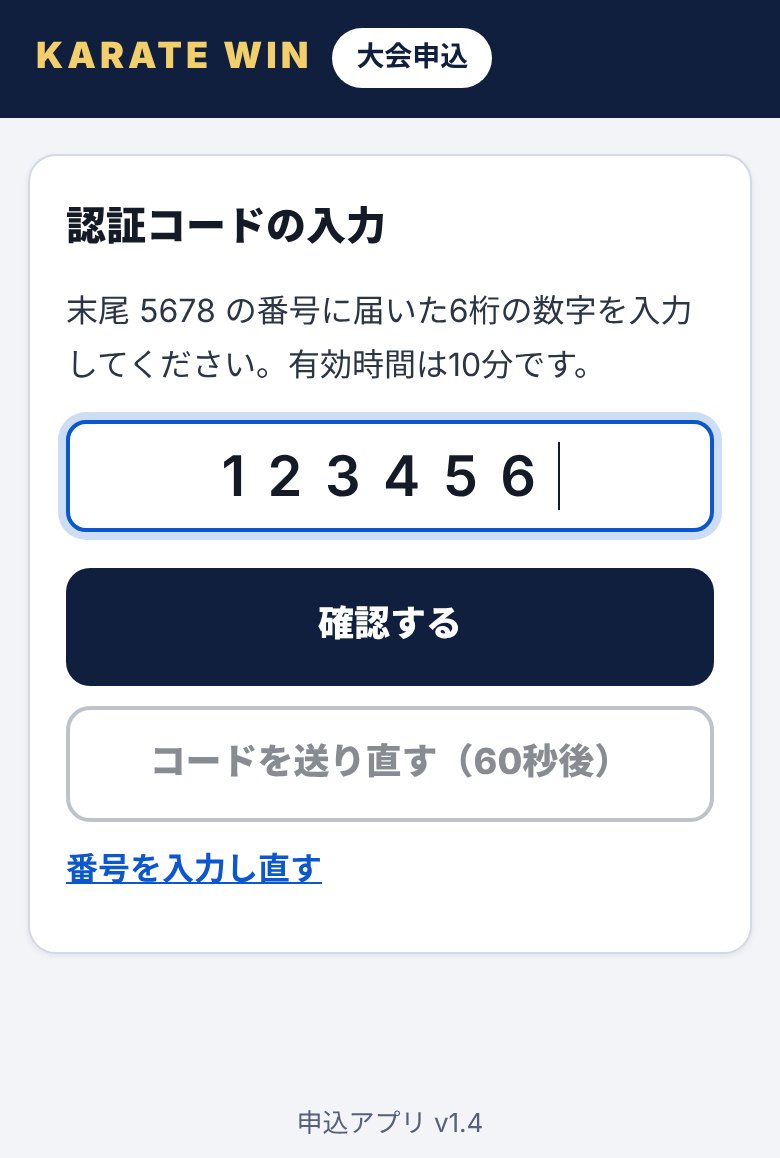 KARATE WIN 大会申込
認証コードの入力
末尾 5678 の番号に届いた6桁の数字を入力
してください。有効時間は10分です。
1 2 3 4 5 6
確認する
コードを送り直す（60秒後）
番号を入力し直す
申込アプリ v1.4